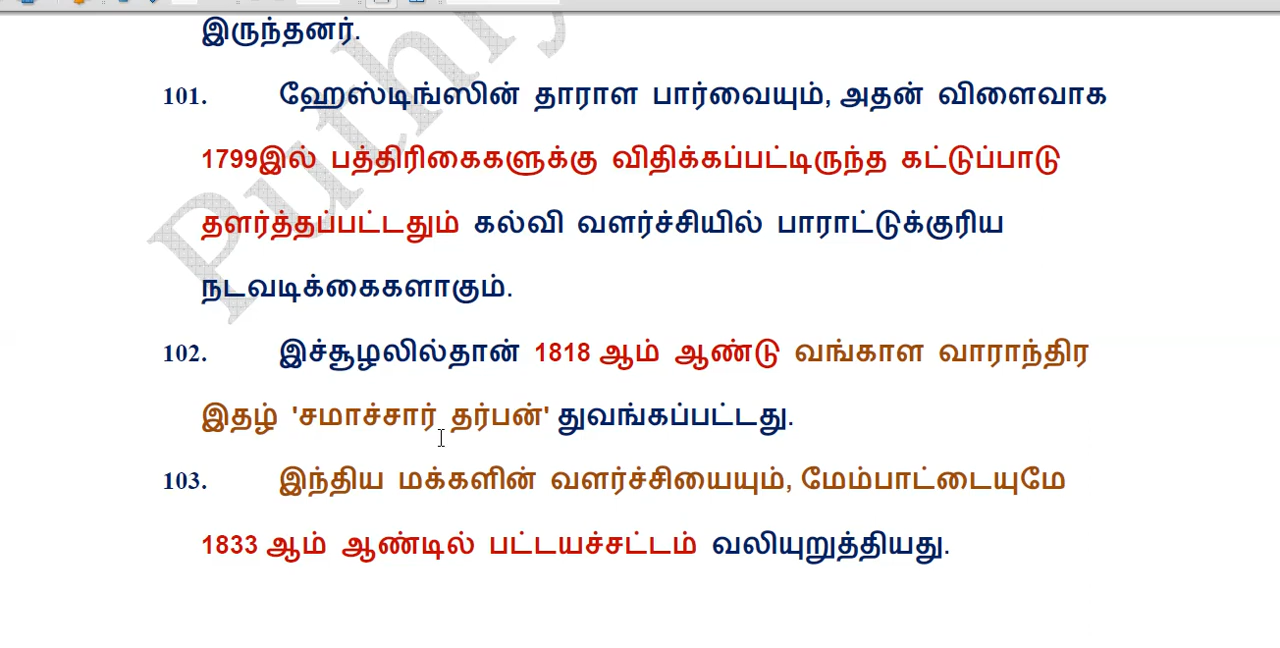 இருந்தனர்.
101. ஹேஸ்டிங்ஸின் தாராள பார்வையும், அதன் விளைவாக
1799இல் பத்திரிகைகளுக்கு விதிக்கப்பட்டிருந்த கட்டுப்பாடு
தளர்த்தப்பட்டதும் கல்வி வளர்ச்சியில் பாராட்டுக்குரிய
நடவடிக்கைகளாகும்.
102. இச்சூழலில்தான் 1818 ஆம் ஆண்டு வங்காள வாராந்திர
இதழ் 'சமாச்சார் தர்பன்' துவங்கப்பட்டது.
103. இந்திய மக்களின் வளர்ச்சியையும், மேம்பாட்டையுமே
1833 ஆம் ஆண்டில் பட்டயச்சட்டம் வலியுறுத்தியது.